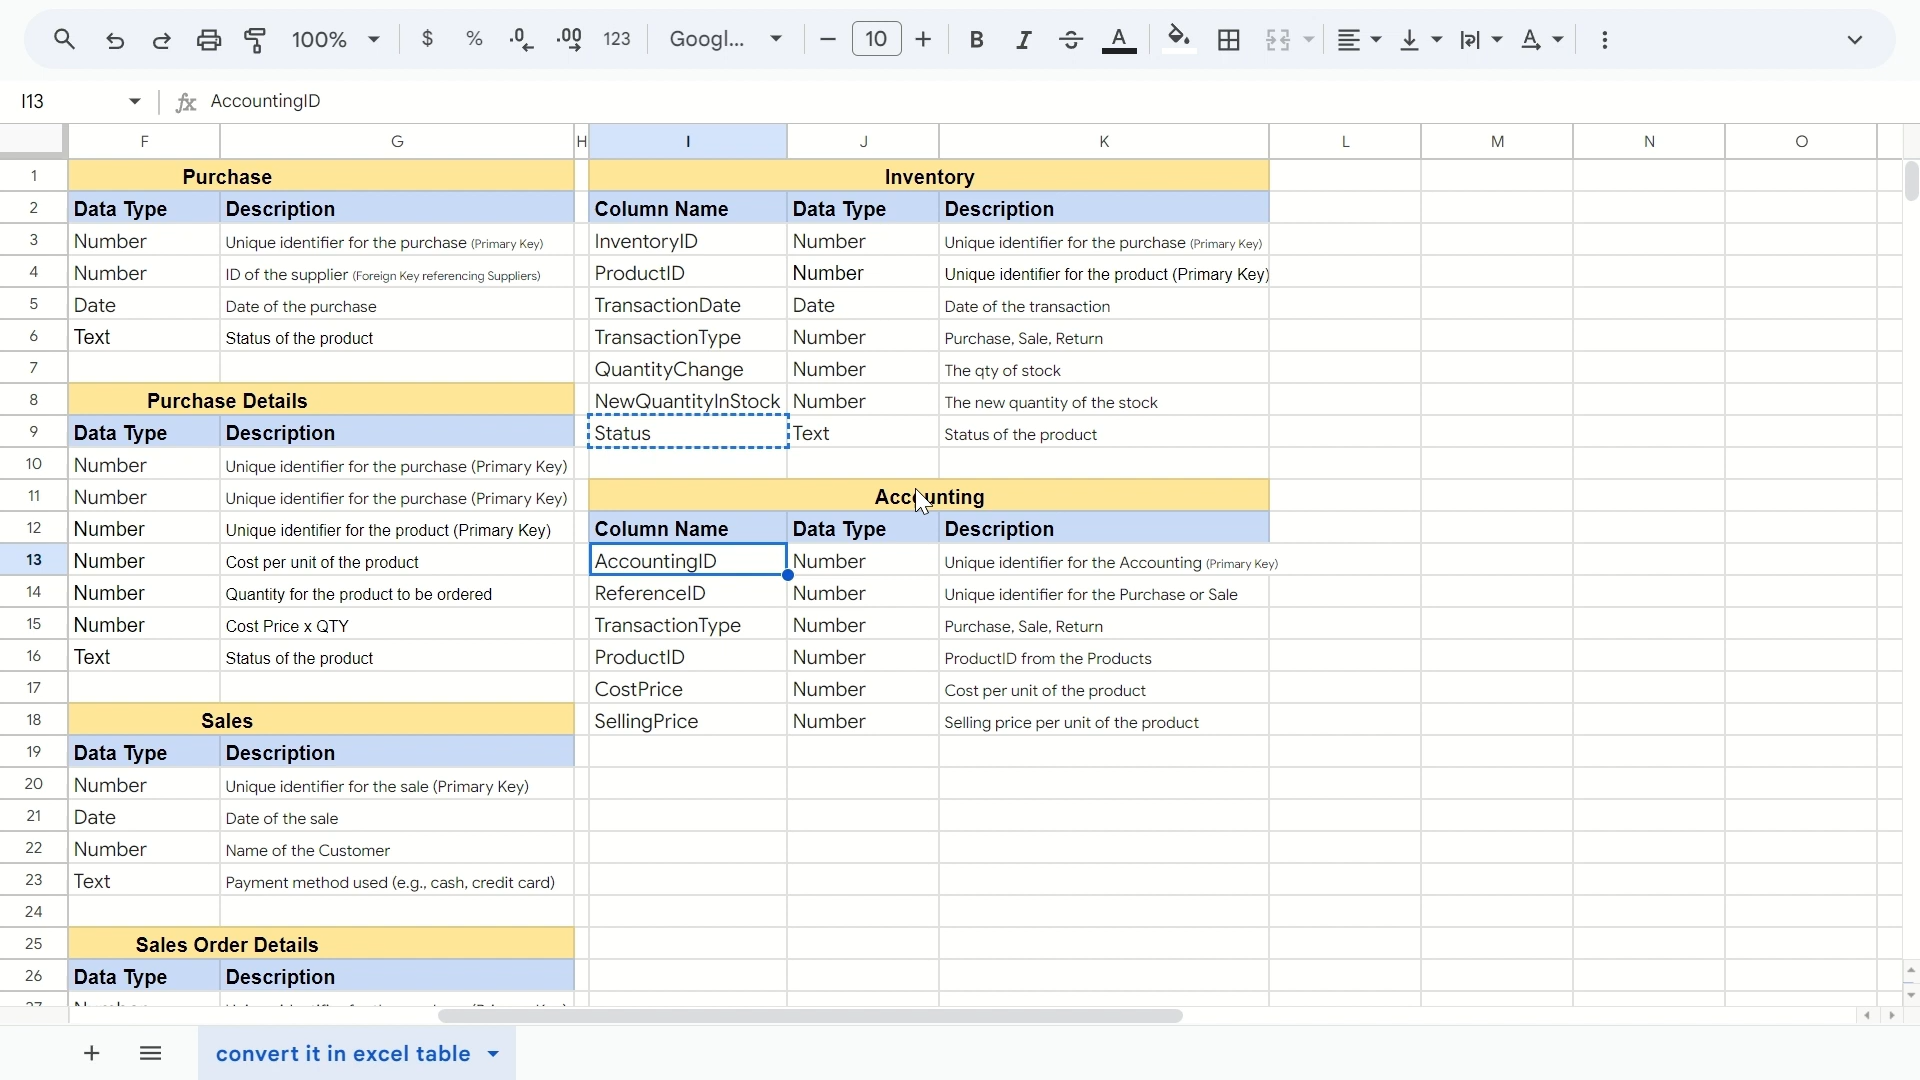 100% $ % .0 .00 123 Googl... 10 B I A
I13 fx AccountingID
F G H I J K L M N O
1 Purchase Inventory
2 Data Type Description Column Name Data Type Description
3 Number Unique identifier for the purchase (Primary Key) InventoryID Number Unique identifier for the purchase (Primary Key)
4 Number ID of the supplier (Foreign Key referencing Suppliers) ProductID Number Unique identifier for the product (Primary Key)
5 Date Date of the purchase TransactionDate Date Date of the transaction
6 Text Status of the product TransactionType Number Purchase, Sale, Return
7 QuantityChange Number The qty of stock
8 Purchase Details NewQuantityInStock Number The new quantity of the stock
9 Data Type Description Status Text Status of the product
10 Number Unique identifier for the purchase (Primary Key)
11 Number Unique identifier for the purchase (Primary Key) Accounting
12 Number Unique identifier for the product (Primary Key) Column Name Data Type Description
13 Number Cost per unit of the product AccountingID Number Unique identifier for the Accounting (Primary Key)
14 Number Quantity for the product to be ordered ReferenceID Number Unique identifier for the Purchase or Sale
15 Number Cost Price x QTY TransactionType Number Purchase, Sale, Return
16 Text Status of the product ProductID Number ProductID from the Products
17 CostPrice Number Cost per unit of the product
18 Sales SellingPrice Number Selling price per unit of the product
19 Data Type Description
20 Number Unique identifier for the sale (Primary Key)
21 Date Date of the sale
22 Number Name of the Customer
23 Text Payment method used (e.g., cash, credit card)
24
25 Sales Order Details
26 Data Type Description
convert it in excel table